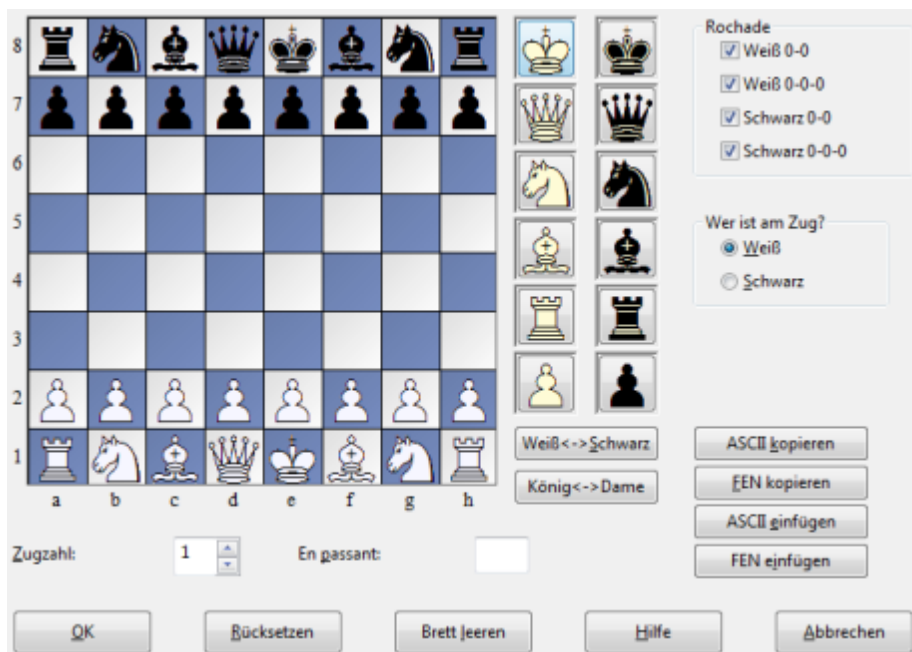 8
7
6
5
4
3
2
1
a b c d e f g h
Rochade
Weiß 0-0
Weiß 0-0-0
Schwarz 0-0
Schwarz 0-0-0
Wer ist am Zug?
Weiß
Schwarz
Weiß<->Schwarz
König<->Dame
ASCII kopieren
FEN kopieren
ASCII einfügen
FEN einfügen
Zugzahl: 1 En passant:
OK Rücksetzen Brett leeren Hilfe Abbrechen